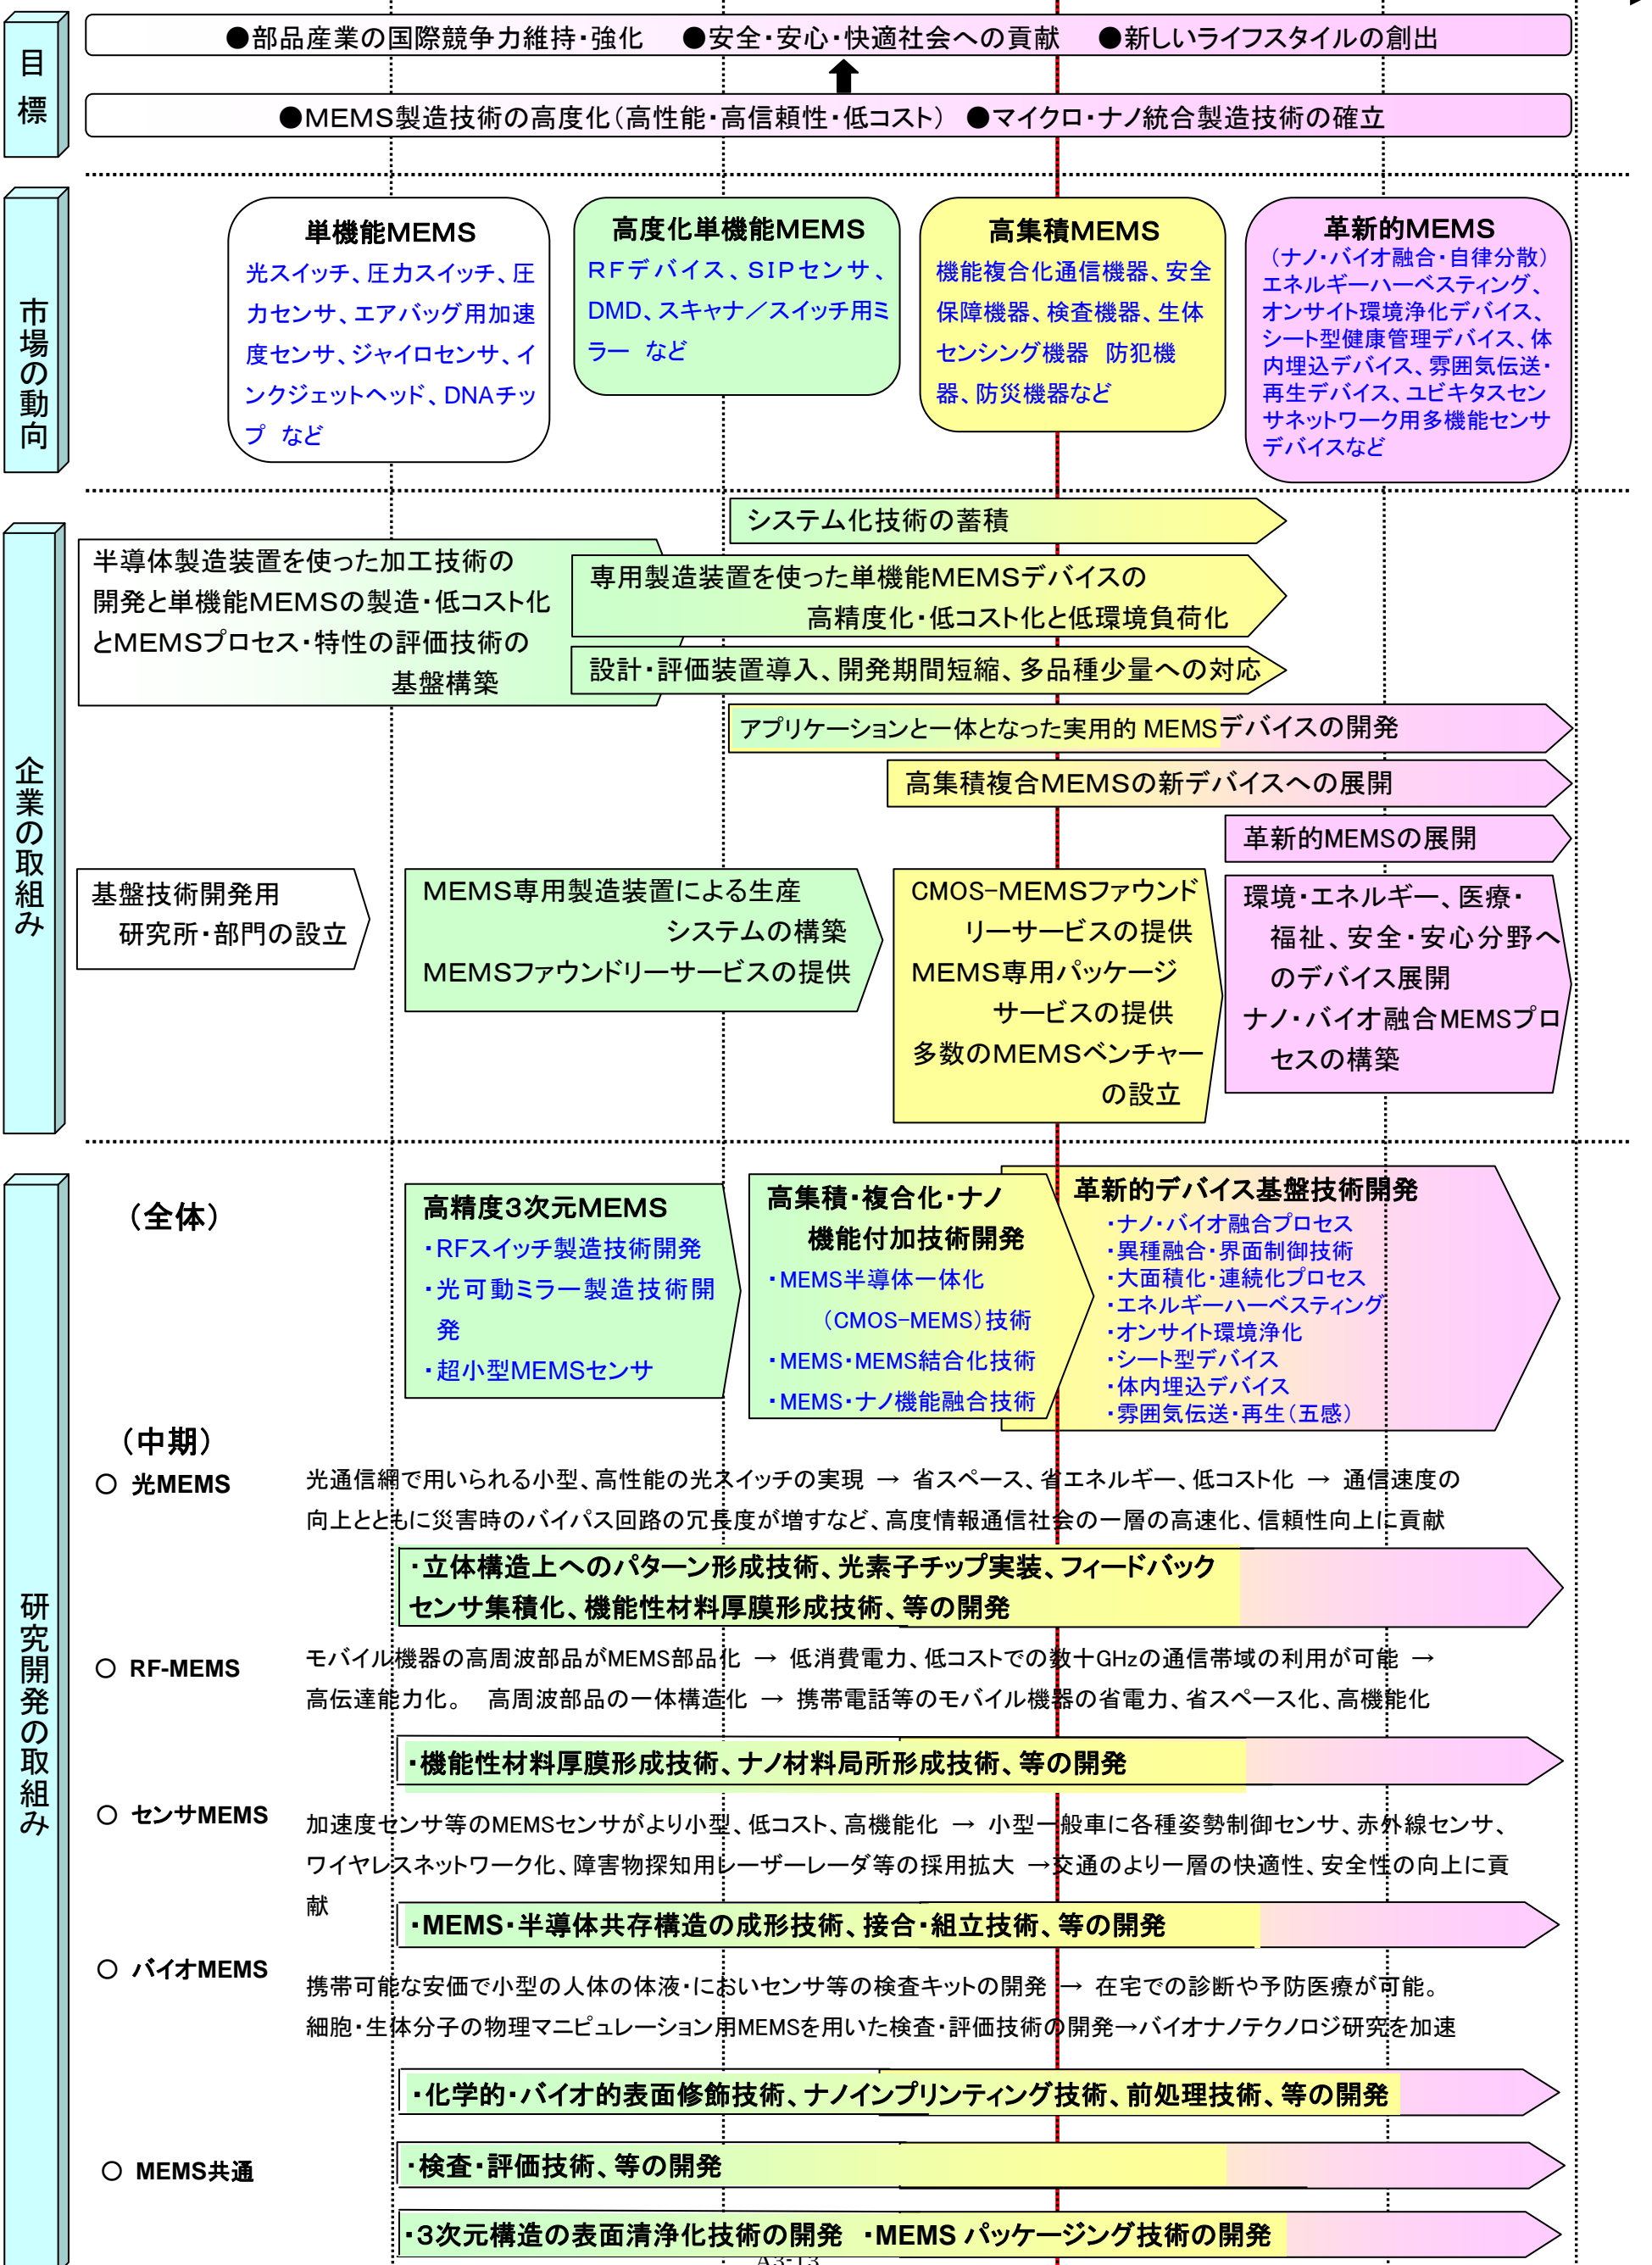 目標
●部品産業の国際競争力維持・強化　●安全・安心・快適社会への貢献　●新しいライフスタイルの創出
●MEMS製造技術の高度化（高性能・高信頼性・低コスト）　●マイクロ・ナノ統合製造技術の確立
市場の動向
単機能MEMS
光スイッチ、圧力スイッチ、圧
力センサ、エアバッグ用加速
度センサ、ジャイロセンサ、イ
ンクジェットヘッド、DNAチッ
プ など
高度化単機能MEMS
RFデバイス、SIPセンサ、
DMD、スキャナ／スイッチ用ミ
ラー など
高集積MEMS
機能複合化通信機器、安全
保障機器、検査機器、生体
センシング機器 防犯機
器、防災機器など
革新的MEMS
（ナノ・バイオ融合・自律分散）
エネルギーハーベスティング、
オンサイト環境浄化デバイス、
シート型健康管理デバイス、体
内埋込デバイス、雰囲気伝送・
再生デバイス、ユビキタスセン
サネットワーク用多機能センサ
デバイスなど
企業の取組み
システム化技術の蓄積
半導体製造装置を使った加工技術の
開発と単機能MEMSの製造・低コスト化
とMEMSプロセス・特性の評価技術の
基盤構築
専用製造装置を使った単機能MEMSデバイスの
高精度化・低コスト化と低環境負荷化
設計・評価装置導入、開発期間短縮、多品種少量への対応
アプリケーションと一体となった実用的 MEMSデバイスの開発
高集積複合MEMSの新デバイスへの展開
革新的MEMSの展開
基盤技術開発用
研究所・部門の設立
MEMS専用製造装置による生産
システムの構築
MEMSファウンドリーサービスの提供
CMOS-MEMSファウンド
リーサービスの提供
MEMS専用パッケージ
サービスの提供
多数のMEMSベンチャー
の設立
環境・エネルギー、医療・
福祉、安全・安心分野へ
のデバイス展開
ナノ・バイオ融合MEMSプロ
セスの構築
研究開発の取組み
（全体）
高精度3次元MEMS
・RFスイッチ製造技術開発
・光可動ミラー製造技術開
発
・超小型MEMSセンサ
高集積・複合化・ナノ
機能付加技術開発
・MEMS半導体一体化
（CMOS-MEMS）技術
・MEMS・MEMS結合化技術
・MEMS・ナノ機能融合技術
革新的デバイス基盤技術開発
・ナノ・バイオ融合プロセス
・異種融合・界面制御技術
・大面積化・連続化プロセス
・エネルギーハーベスティング
・オンサイト環境浄化
・シート型デバイス
・体内埋込デバイス
・雰囲気伝送・再生（五感）
（中期）
○ 光MEMS
光通信網で用いられる小型、高性能の光スイッチの実現 → 省スペース、省エネルギー、低コスト化 → 通信速度の
向上とともに災害時のバイパス回路の冗長度が増すなど、高度情報通信社会の一層の高速化、信頼性向上に貢献
・立体構造上へのパターン形成技術、光素子チップ実装、フィードバック
センサ集積化、機能性材料厚膜形成技術、等の開発
○ RF-MEMS
モバイル機器の高周波部品がMEMS部品化 → 低消費電力、低コストでの数十GHzの通信帯域の利用が可能 →
高伝達能力化。 高周波部品の一体構造化 → 携帯電話等のモバイル機器の省電力、省スペース化、高機能化
・機能性材料厚膜形成技術、ナノ材料局所形成技術、等の開発
○ センサMEMS
加速度センサ等のMEMSセンサがより小型、低コスト、高機能化 → 小型一般車に各種姿勢制御センサ、赤外線センサ、
ワイヤレスネットワーク化、障害物探知用レーザーレーダ等の採用拡大 →交通のより一層の快適性、安全性の向上に貢
献
・MEMS・半導体共存構造の成形技術、接合・組立技術、等の開発
○ バイオMEMS
携帯可能な安価で小型の人体の体液・においセンサ等の検査キットの開発 → 在宅での診断や予防医療が可能。
細胞・生体分子の物理マニピュレーション用MEMSを用いた検査・評価技術の開発→バイオナノテクノロジ研究を加速
・化学的・バイオ的表面修飾技術、ナノインプリンティング技術、前処理技術、等の開発
○ MEMS共通
・検査・評価技術、等の開発
・３次元構造の表面清浄化技術の開発 ・MEMS パッケージング技術の開発
A3-13